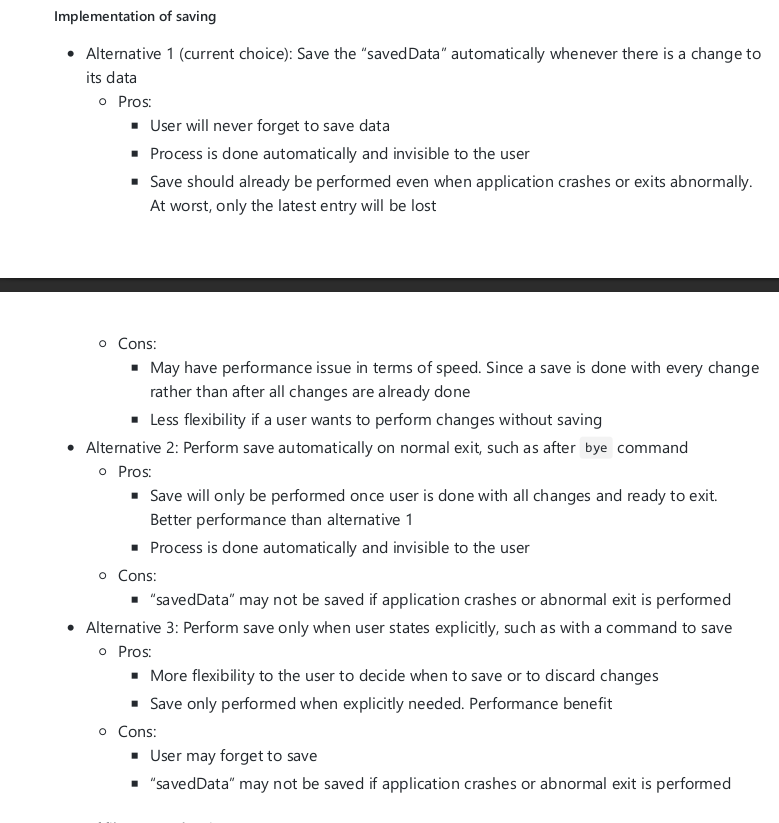 Implementation of saving
Alternative 1 (current choice): Save the “savedData” automatically whenever there is a change to
its data
Pros:
User will never forget to save data
Process is done automatically and invisible to the user
Save should already be performed even when application crashes or exits abnormally.
At worst, only the latest entry will be lost
Cons:
May have performance issue in terms of speed. Since a save is done with every change
rather than after all changes are already done
Less flexibility if a user wants to perform changes without saving
Alternative 2: Perform save automatically on normal exit, such as after bye command
Pros:
Save will only be performed once user is done with all changes and ready to exit.
Better performance than alternative 1
Process is done automatically and invisible to the user
Cons:
“savedData” may not be saved if application crashes or abnormal exit is performed
Alternative 3: Perform save only when user states explicitly, such as with a command to save
Pros:
More flexibility to the user to decide when to save or to discard changes
Save only performed when explicitly needed. Performance benefit
Cons:
User may forget to save
“savedData” may not be saved if application crashes or abnormal exit is performed